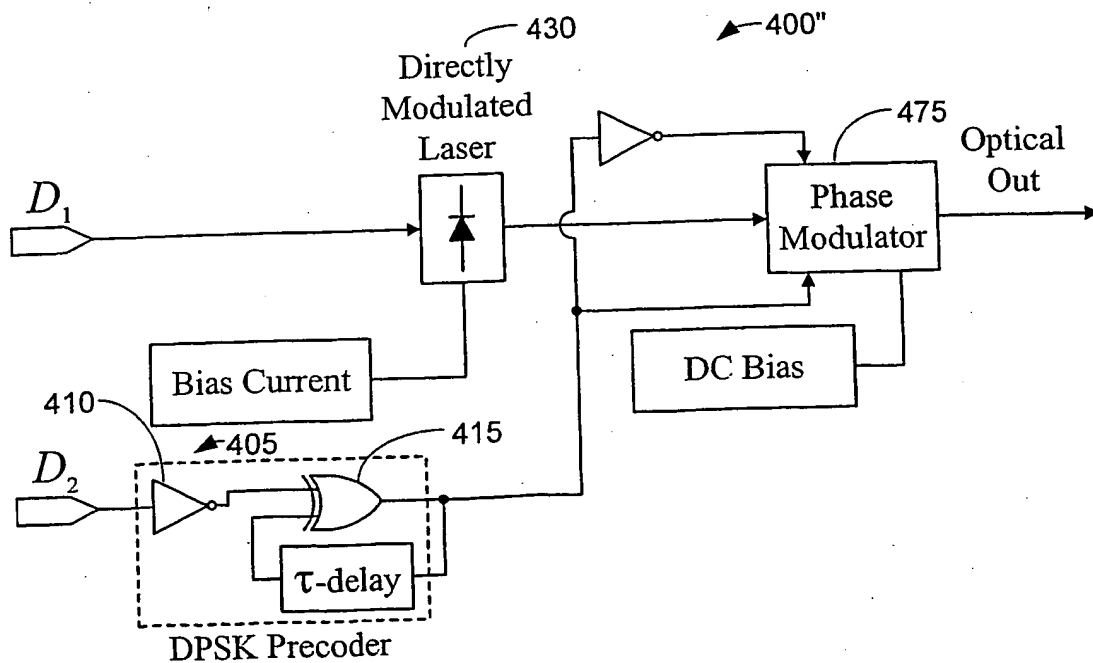 430
400"
Directly
Modulated
Laser
475
Optical
Out
D1
Phase
Modulator
Bias Current
DC Bias
410
405
415
D2
τ-delay
DPSK Precoder